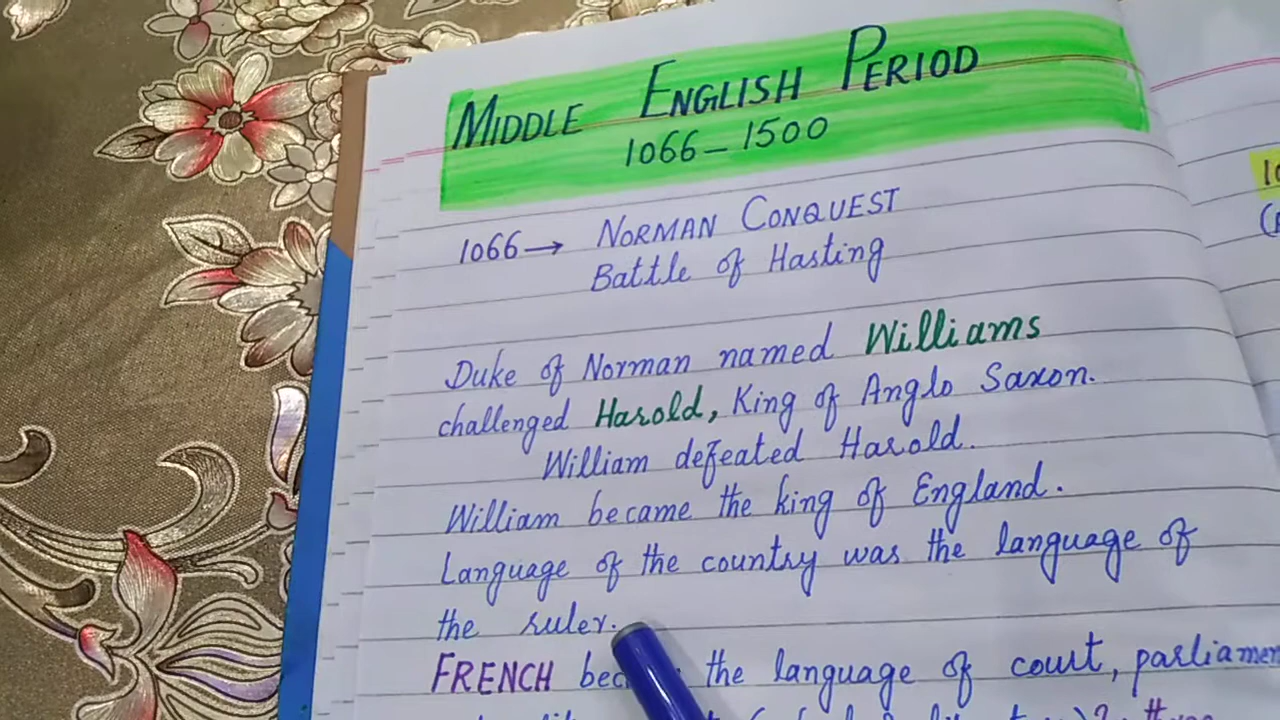 MIDDLE ENGLISH PERIOD
1066 – 1500
1066 → NORMAN CONQUEST
Battle of Hasting
Duke of Norman named Williams
challenged Harold, King of Anglo Saxon.
William defeated Harold.
William became the king of England.
Language of the country was the language of
the ruler.
FRENCH the language of court,